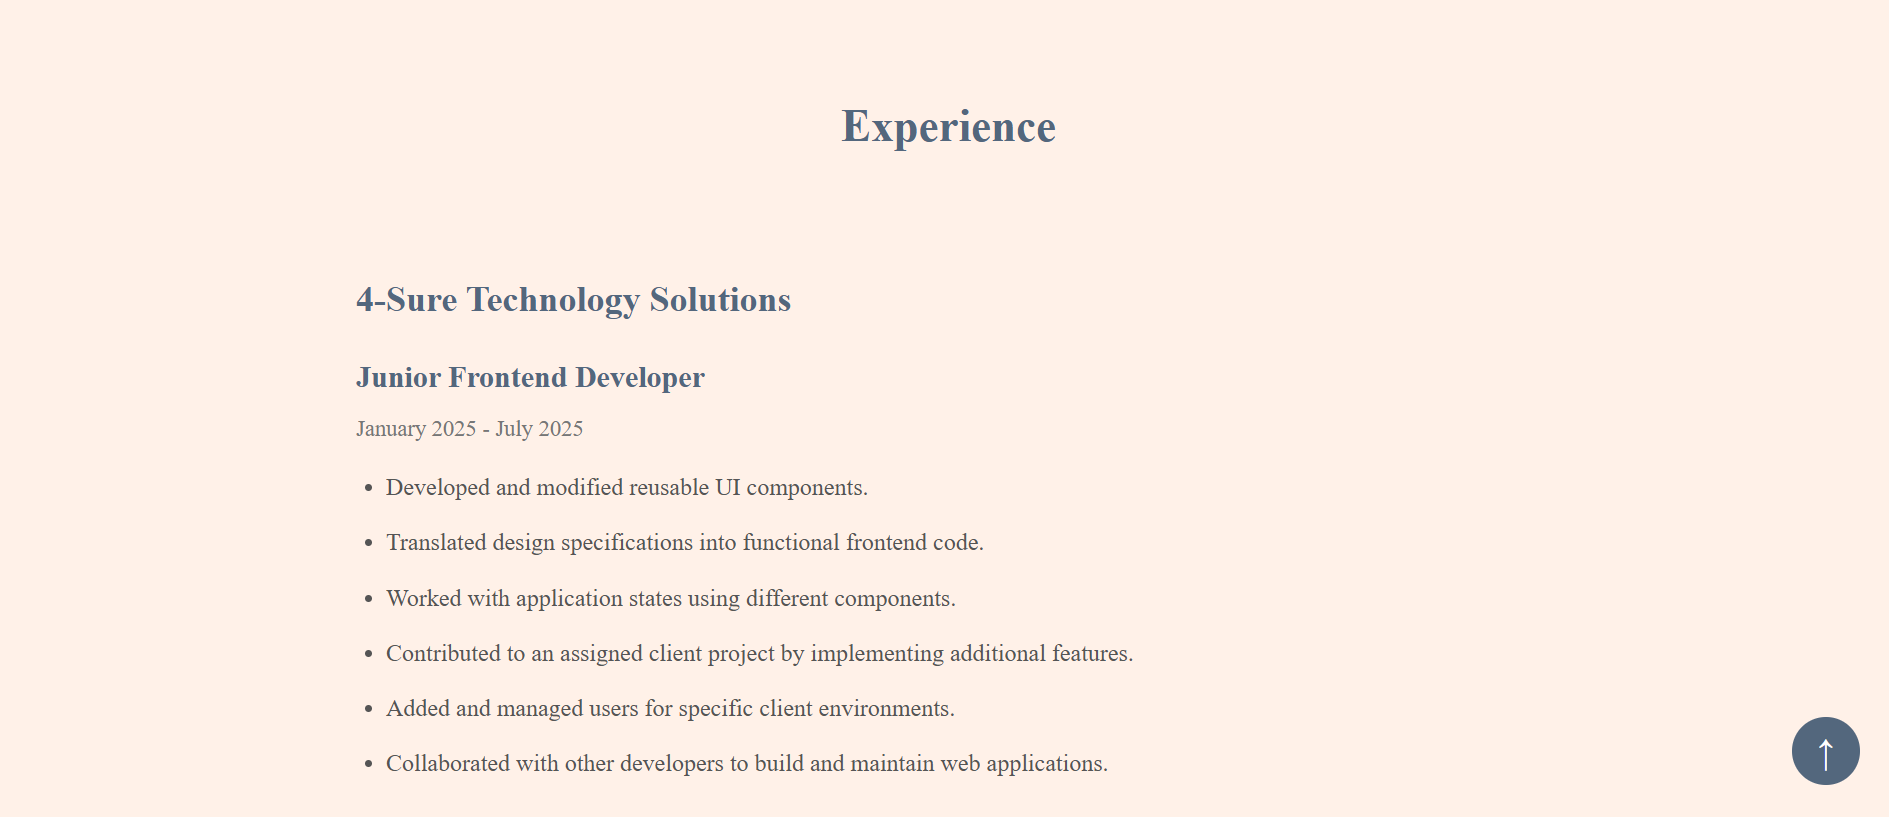 Experience
4-Sure Technology Solutions
Junior Frontend Developer
January 2025 - July 2025
• Developed and modified reusable UI components.
• Translated design specifications into functional frontend code.
• Worked with application states using different components.
• Contributed to an assigned client project by implementing additional features.
• Added and managed users for specific client environments.
• Collaborated with other developers to build and maintain web applications.
↑